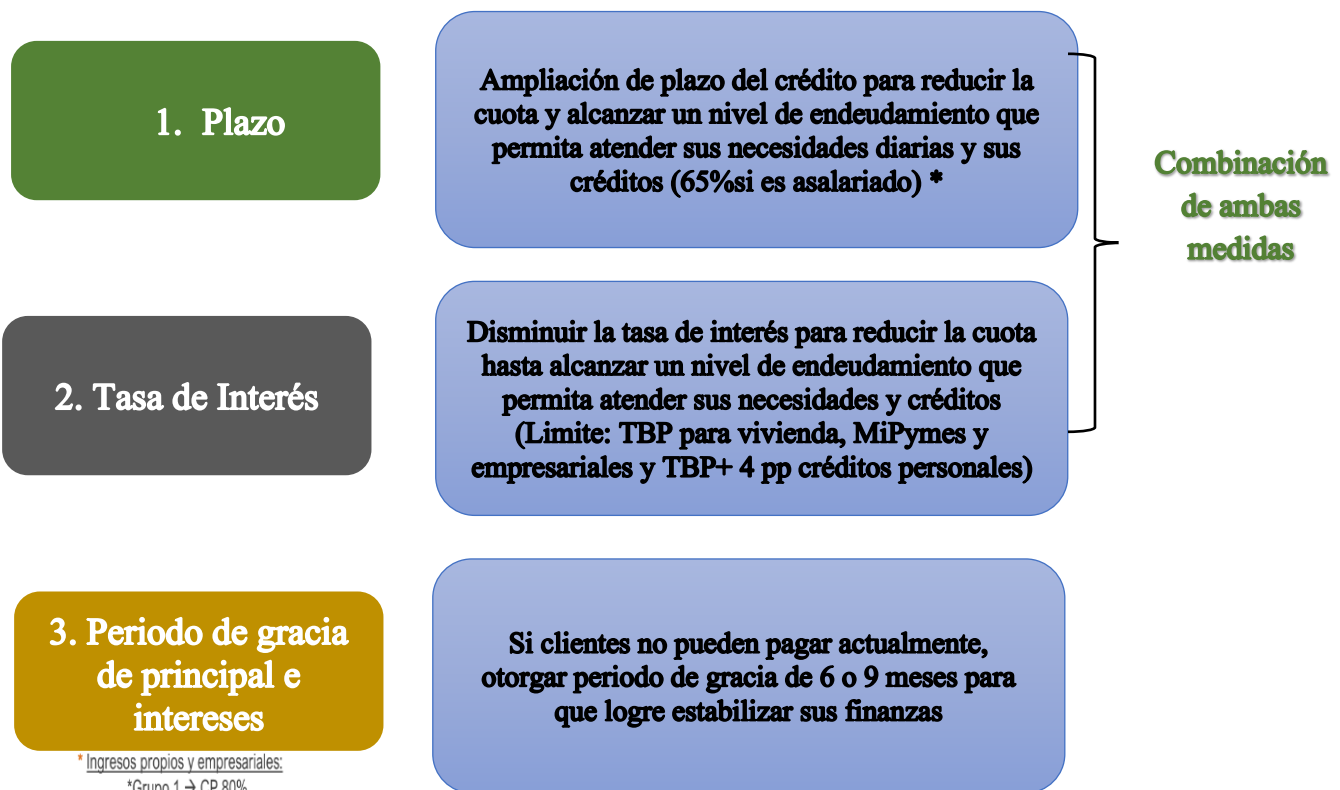 1. Plazo
Ampliación de plazo del crédito para reducir la
cuota y alcanzar un nivel de endeudamiento que
permita atender sus necesidades diarias y sus
créditos (65%si es asalariado) *
Combinación
de ambas
medidas
2. Tasa de Interés
Disminuir la tasa de interés para reducir la cuota
hasta alcanzar un nivel de endeudamiento que
permita atender sus necesidades y créditos
(Limite: TBP para vivienda, MiPymes y
empresariales y TBP+ 4 pp créditos personales)
3. Periodo de gracia
de principal e
intereses
Si clientes no pueden pagar actualmente,
otorgar periodo de gracia de 6 o 9 meses para
que logre estabilizar sus finanzas
* Ingresos propios y empresariales:
*Grupo 1 → CP 80%